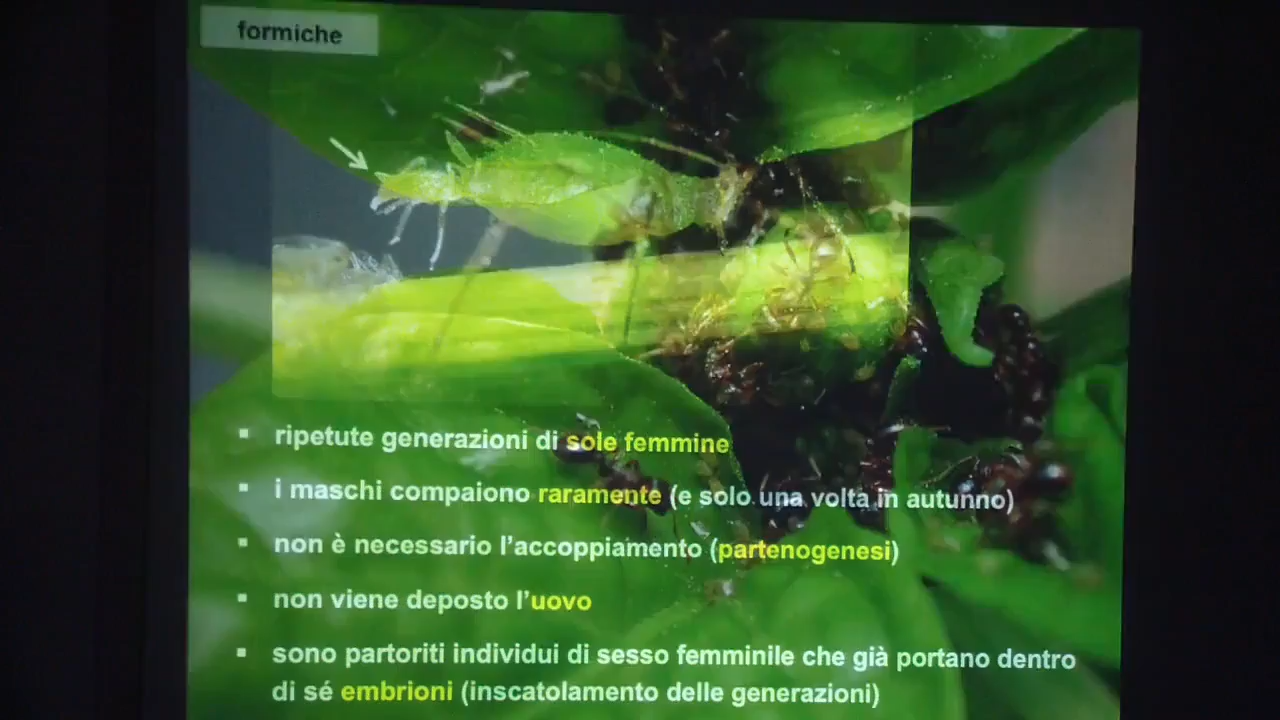 formiche
▪ ripetute generazioni di sole femmine
▪ i maschi compaiono raramente (e solo una volta in autunno)
▪ non è necessario l’accoppiamento (partenogenesi)
▪ non viene deposto l’uovo
▪ sono partoriti individui di sesso femminile che già portano dentro
di sé embrioni (inscatolamento delle generazioni)